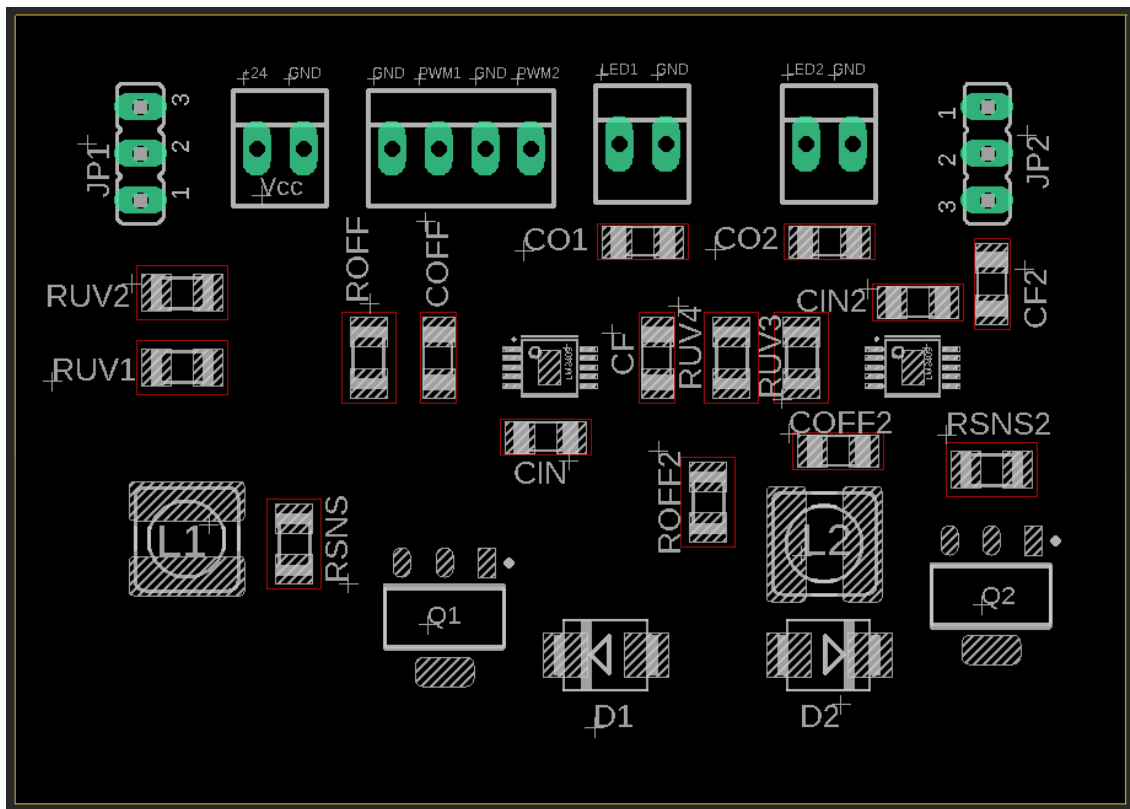 +24 GND
GND PWM1 GND PWM2
LED1 GND
LED2 GND
JP1
3
2
1
Vcc
1
2
3
JP2
CO1
CO2
RUV2
RUV1
ROFF
COFF
LM3409
CF
RUV4
RUV3
CIN2
CF2
LM3409
CIN
COFF2
RSNS2
ROFF2
L1
RSNS
L2
Q1
Q2
D1
D2